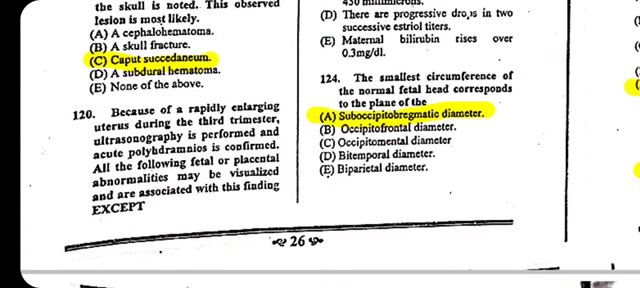 the skull is noted. This observed
lesion is most likely.
(A) A cephalohematoma.
(B) A skull fracture.
(C) Caput succedaneum.
(D) A subdural hematoma.
(E) None of the above.
120. Because of a rapidly enlarging
uterus during the third trimester,
ultrasonography is performed and
acute polyhdramnios is confirmed.
All the following fetal or placental
abnormalities may be visualized
and are associated with this finding
EXCEPT
450 millimicrons.
(D) There are progressive drops in two
successive estriol titers.
(E) Maternal bilirubin rises over
0.3mg/dl.
124. The smallest circumference of
the normal fetal head corresponds
to the plane of the
(A) Suboccipitobregmatic diameter.
(B) Occipitofrontal diameter.
(C) Occipitomental diameter
(D) Bitemporal diameter.
(E) Biparietal diameter.
26